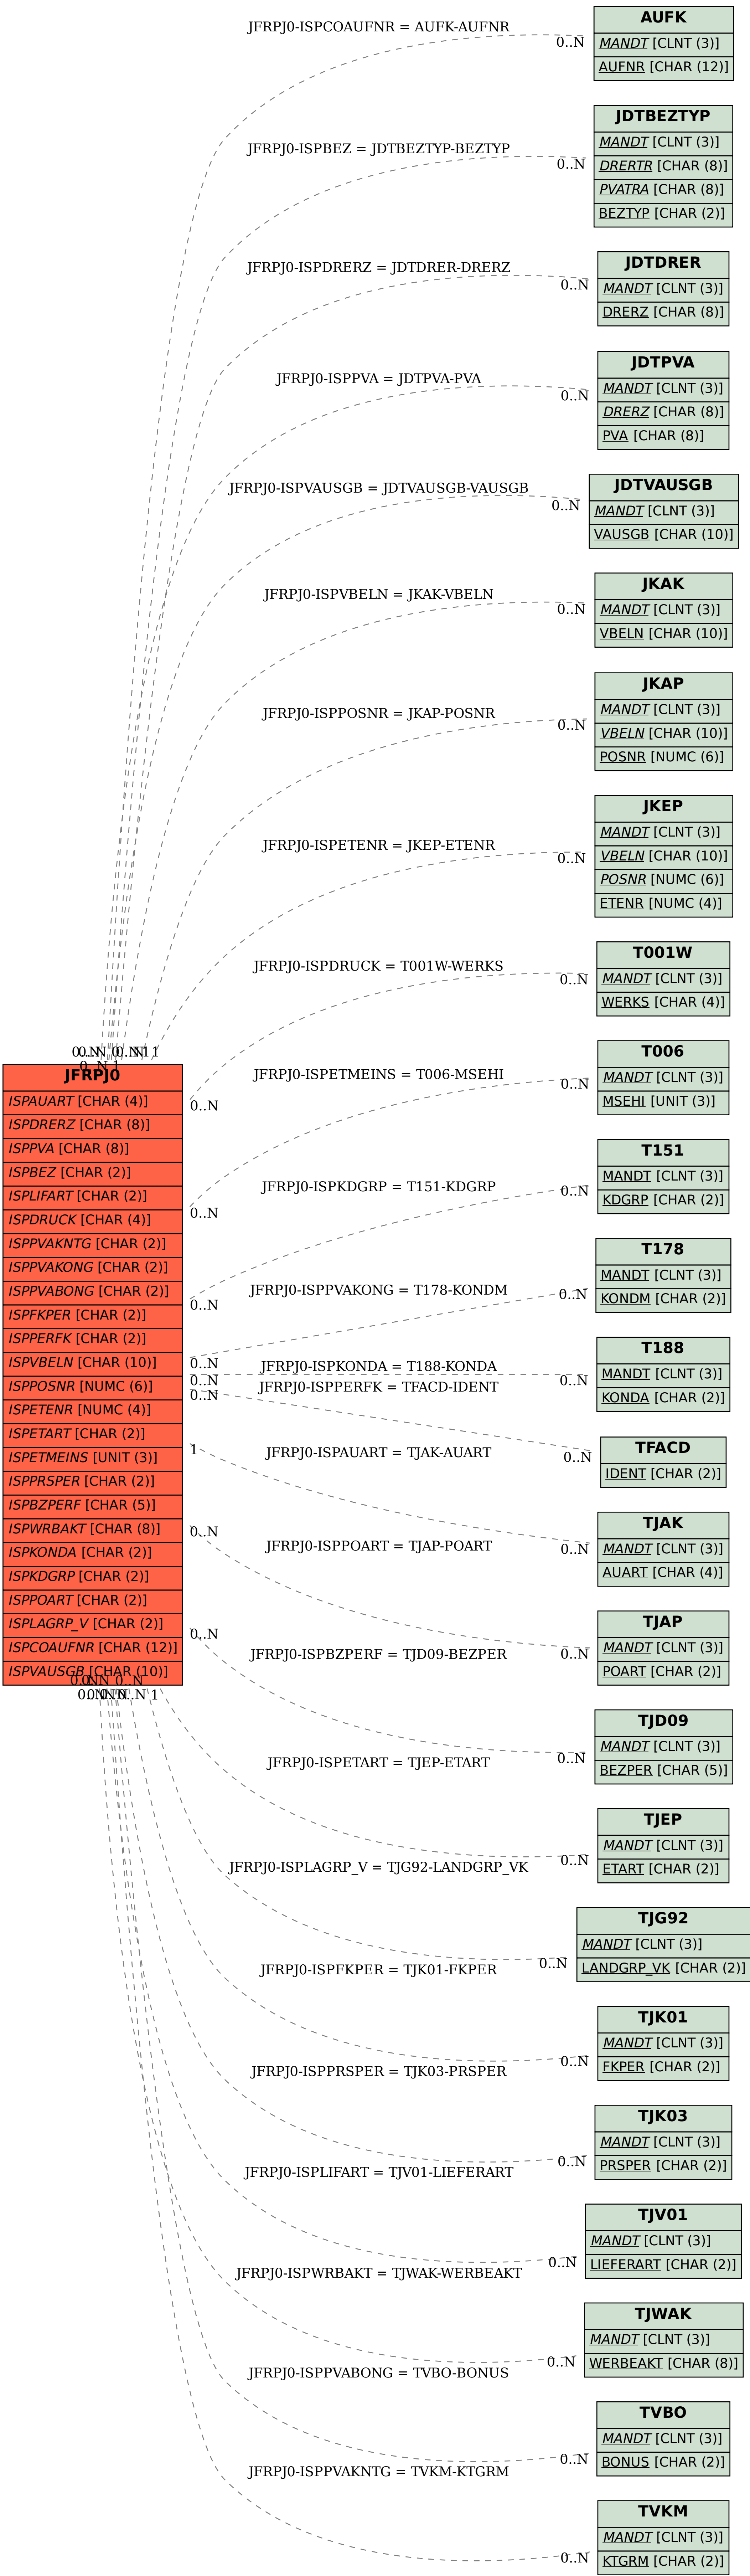 JFRPJ0-ISPCOAUFNR = AUFK-AUFNR
0..N
AUFK
MANDT [CLNT (3)]
AUFNR [CHAR (12)]
JFRPJ0-ISPBEZ = JDTBEZTYP-BEZTYP
0..N
JDTBEZTYP
MANDT [CLNT (3)]
DRERTR [CHAR (8)]
PVATRA [CHAR (8)]
BEZTYP [CHAR (2)]
JFRPJ0-ISPDRERZ = JDTDRER-DRERZ
0..N
JDTDRER
MANDT [CLNT (3)]
DRERZ [CHAR (8)]
JFRPJ0-ISPPVA = JDTPVA-PVA
0..N
JDTPVA
MANDT [CLNT (3)]
DRERZ [CHAR (8)]
PVA [CHAR (8)]
JFRPJ0-ISPVAUSGB = JDTVAUSGB-VAUSGB
0..N
JDTVAUSGB
MANDT [CLNT (3)]
VAUSGB [CHAR (10)]
JFRPJ0-ISPVBELN = JKAK-VBELN
0..N
JKAK
MANDT [CLNT (3)]
VBELN [CHAR (10)]
JFRPJ0-ISPPOSNR = JKAP-POSNR
0..N
JKAP
MANDT [CLNT (3)]
VBELN [CHAR (10)]
POSNR [NUMC (6)]
JFRPJ0-ISPETENR = JKEP-ETENR
0..N
JKEP
MANDT [CLNT (3)]
VBELN [CHAR (10)]
POSNR [NUMC (6)]
ETENR [NUMC (4)]
JFRPJ0-ISPDRUCK = T001W-WERKS
0..N
T001W
MANDT [CLNT (3)]
WERKS [CHAR (4)]
JFRPJ0-ISPETMEINS = T006-MSEHI
0..N
T006
MANDT [CLNT (3)]
MSEHI [UNIT (3)]
JFRPJ0-ISPKDGRP = T151-KDGRP
0..N
T151
MANDT [CLNT (3)]
KDGRP [CHAR (2)]
JFRPJ0-ISPPVAKONG = T178-KONDM
0..N
T178
MANDT [CLNT (3)]
KONDM [CHAR (2)]
JFRPJ0-ISPKONDA = T188-KONDA
0..N
T188
MANDT [CLNT (3)]
KONDA [CHAR (2)]
JFRPJ0-ISPPERFK = TFACD-IDENT
0..N
TFACD
IDENT [CHAR (2)]
JFRPJ0-ISPAUART = TJAK-AUART
0..N
TJAK
MANDT [CLNT (3)]
AUART [CHAR (4)]
JFRPJ0-ISPPOART = TJAP-POART
0..N
TJAP
MANDT [CLNT (3)]
POART [CHAR (2)]
JFRPJ0-ISPBZPERF = TJD09-BEZPER
0..N
TJD09
MANDT [CLNT (3)]
BEZPER [CHAR (5)]
JFRPJ0-ISPETART = TJEP-ETART
0..N
TJEP
MANDT [CLNT (3)]
ETART [CHAR (2)]
JFRPJ0-ISPLAGRP_V = TJG92-LANDGRP_VK
0..N
TJG92
MANDT [CLNT (3)]
LANDGRP_VK [CHAR (2)]
JFRPJ0-ISPFKPER = TJK01-FKPER
0..N
TJK01
MANDT [CLNT (3)]
FKPER [CHAR (2)]
JFRPJ0-ISPPRSPER = TJK03-PRSPER
0..N
TJK03
MANDT [CLNT (3)]
PRSPER [CHAR (2)]
JFRPJ0-ISPLIFART = TJV01-LIEFERART
0..N
TJV01
MANDT [CLNT (3)]
LIEFERART [CHAR (2)]
JFRPJ0-ISPWRBAKT = TJWAK-WERBEAKT
0..N
TJWAK
MANDT [CLNT (3)]
WERBEAKT [CHAR (8)]
JFRPJ0-ISPPVABONG = TVBO-BONUS
0..N
TVBO
MANDT [CLNT (3)]
BONUS [CHAR (2)]
JFRPJ0-ISPPVAKNTG = TVKM-KTGRM
0..N
TVKM
MANDT [CLNT (3)]
KTGRM [CHAR (2)]
JFRPJ0
ISPAUART [CHAR (4)]
ISPDRERZ [CHAR (8)]
ISPPVA [CHAR (8)]
ISPBEZ [CHAR (2)]
ISPLIFART [CHAR (2)]
ISPDRUCK [CHAR (4)]
ISPPVAKNTG [CHAR (2)]
ISPPVAKONG [CHAR (2)]
ISPPVABONG [CHAR (2)]
ISPFKPER [CHAR (2)]
ISPPERFK [CHAR (2)]
ISPVBELN [CHAR (10)]
ISPPOSNR [NUMC (6)]
ISPETENR [NUMC (4)]
ISPETART [CHAR (2)]
ISPETMEINS [UNIT (3)]
ISPPRSPER [CHAR (2)]
ISPBZPERF [CHAR (5)]
ISPWRBAKT [CHAR (8)]
ISPKONDA [CHAR (2)]
ISPKDGRP [CHAR (2)]
ISPPOART [CHAR (2)]
ISPLAGRP_V [CHAR (2)]
ISPCOAUFNR [CHAR (12)]
ISPVAUSGB [CHAR (10)]
0..N
0..N
0..N
0..N
0..N
0..N
1
0..N
0..N
1